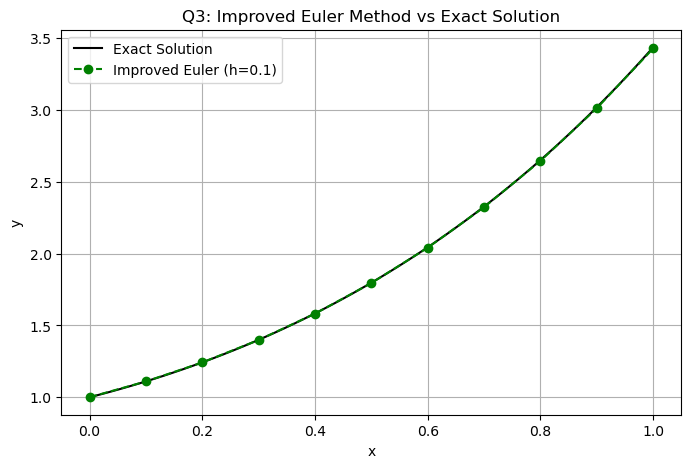 Q3: Improved Euler Method vs Exact Solution
Exact Solution
Improved Euler (h=0.1)
3.5
3.0
2.5
2.0
1.5
1.0
y
0.0 0.2 0.4 0.6 0.8 1.0
x